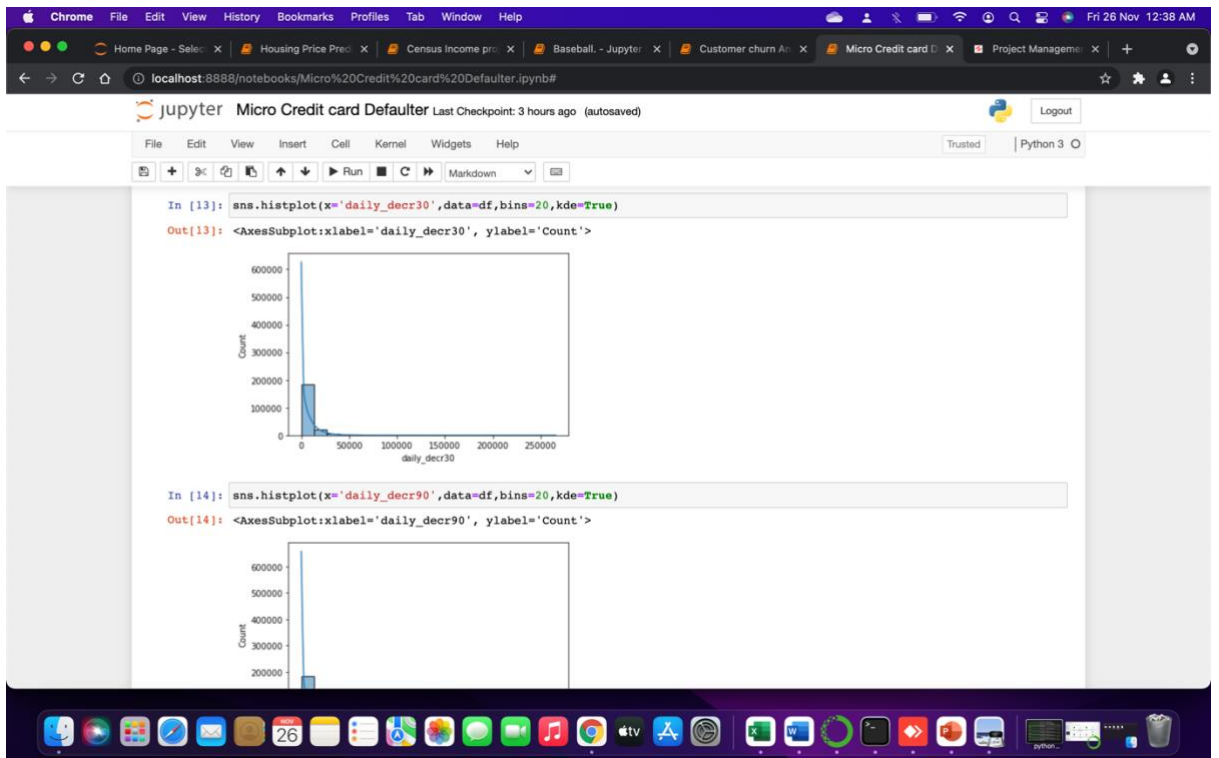 Chrome File Edit View History Bookmarks Profiles Tab Window Help Fri 26 Nov 12:38 AM
Home Page - Selec Housing Price Pred Census Income pro Baseball. - Jupyter Customer churn An Micro Credit card D Project Managemen
localhost:8888/notebooks/Micro%20Credit%20card%20Defaulter.ipynb#
jupyter Micro Credit card Defaulter Last Checkpoint: 3 hours ago (autosaved) Logout
File Edit View Insert Cell Kernel Widgets Help Trusted Python 3
Run Markdown
In [13]: sns.histplot(x='daily_decr30',data=df,bins=20,kde=True)
Out[13]: <AxesSubplot:xlabel='daily_decr30', ylabel='Count'>
600000
500000
400000
300000
200000
100000
0
Count
0 50000 100000 150000 200000 250000
daily_decr30
In [14]: sns.histplot(x='daily_decr90',data=df,bins=20,kde=True)
Out[14]: <AxesSubplot:xlabel='daily_decr90', ylabel='Count'>
600000
500000
400000
300000
200000
Count
NOV
26
tv
python...